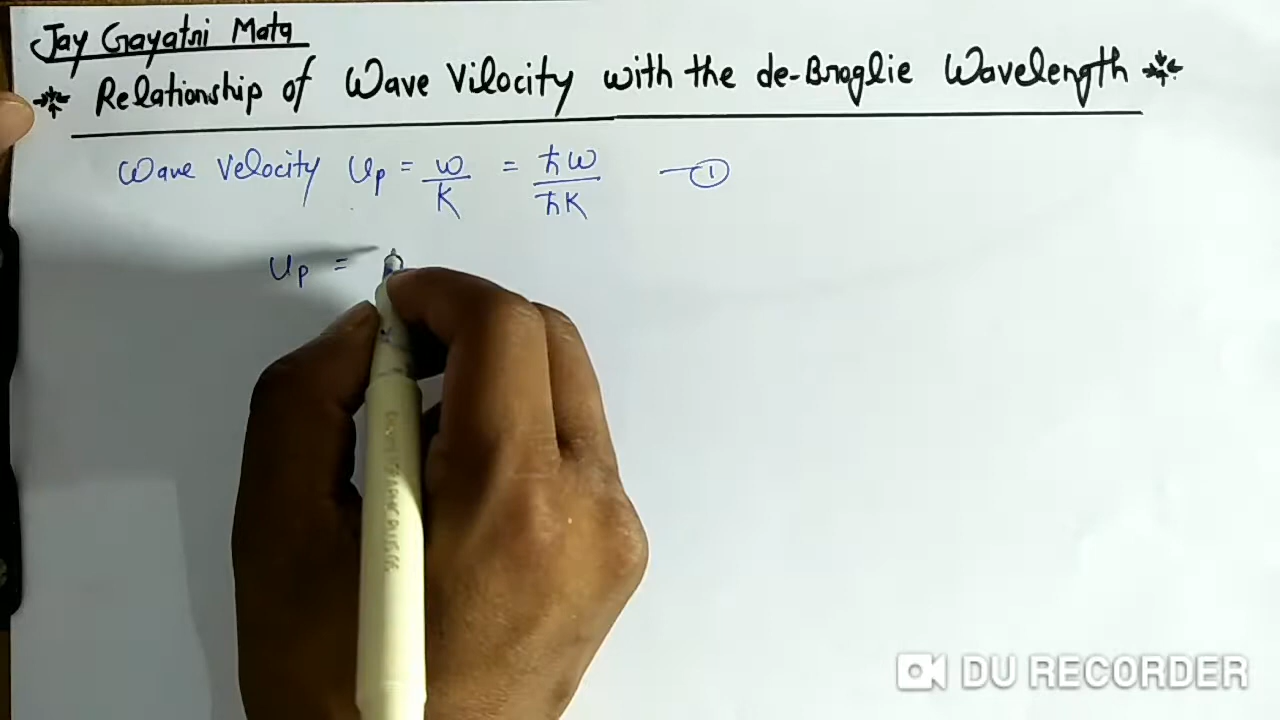 Jay Gayatri Mata
Relationship of Wave Vilocity with the de-Broglie Wavelength
Wave Velocity Up = ω/K = ħω/ħK —①
Up =
DU RECORDER